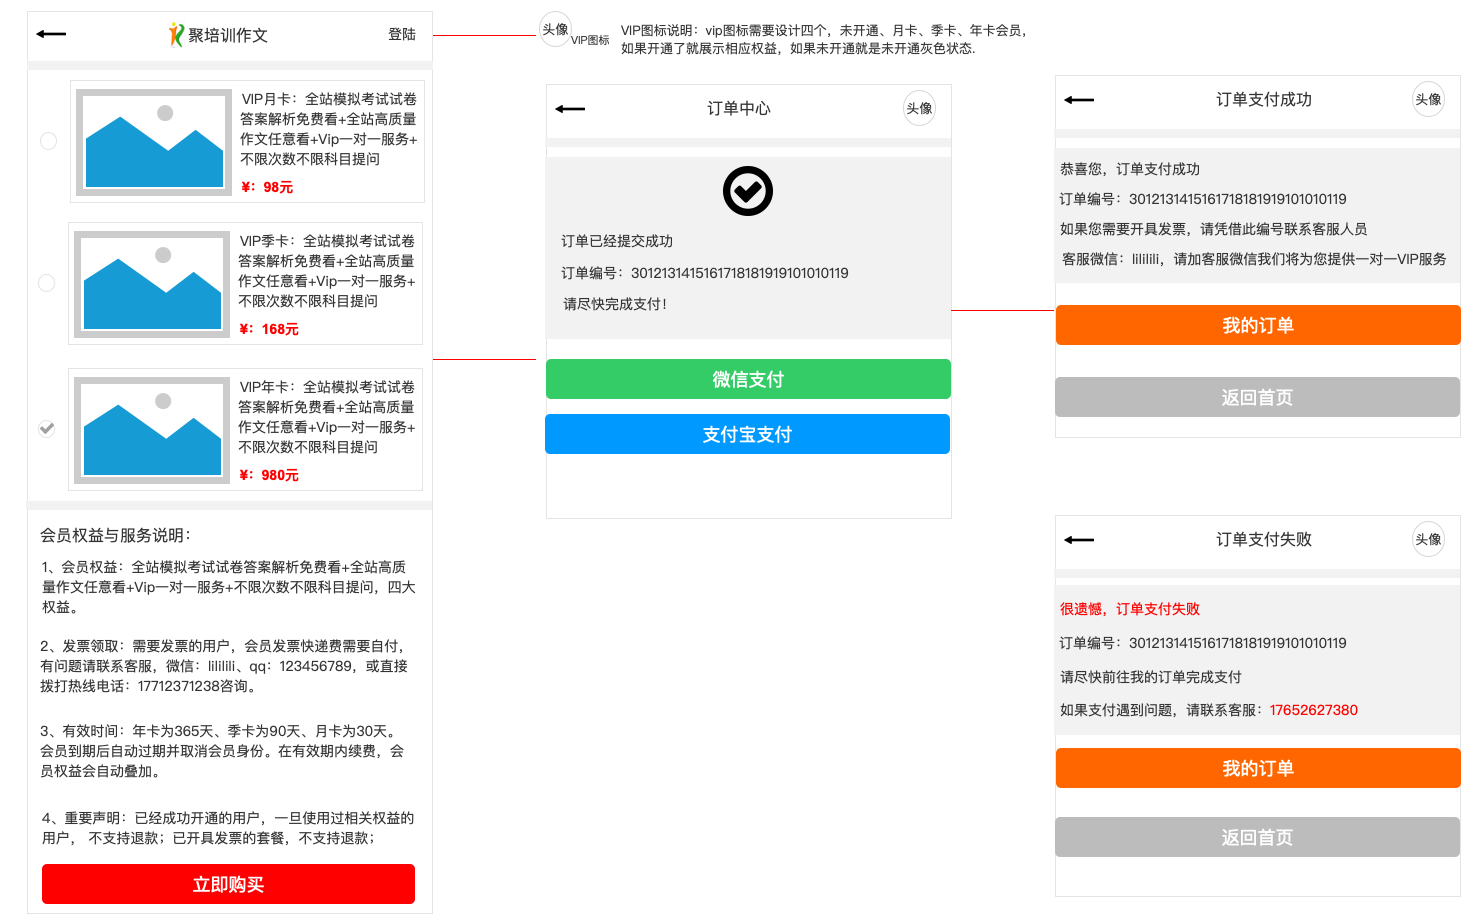 聚培训作文
登陆
VIP月卡：全站模拟考试试卷
答案解析免费看+全站高质量
作文任意看+Vip一对一服务+
不限次数不限科目提问
¥：98元
VIP季卡：全站模拟考试试卷
答案解析免费看+全站高质量
作文任意看+Vip一对一服务+
不限次数不限科目提问
¥：168元
VIP年卡：全站模拟考试试卷
答案解析免费看+全站高质量
作文任意看+Vip一对一服务+
不限次数不限科目提问
¥：980元
会员权益与服务说明：
1、会员权益：全站模拟考试试卷答案解析免费看+全站高质
量作文任意看+Vip一对一服务+不限次数不限科目提问，四大
权益。
2、发票领取：需要发票的用户，会员发票快递费需要自付，
有问题请联系客服，微信：lililili、qq：123456789，或直接
拨打热线电话：17712371238咨询。
3、有效时间：年卡为365天、季卡为90天、月卡为30天。
会员到期后自动过期并取消会员身份。在有效期内续费，会
员权益会自动叠加。
4、重要声明：已经成功开通的用户，一旦使用过相关权益的
用户， 不支持退款；已开具发票的套餐，不支持退款；
立即购买
头像
VIP图标
VIP图标说明：vip图标需要设计四个，未开通、月卡、季卡、年卡会员，
如果开通了就展示相应权益，如果未开通就是未开通灰色状态.
订单中心
头像
订单已经提交成功
订单编号：3012131415161718181919101010119
请尽快完成支付！
微信支付
支付宝支付
订单支付成功
头像
恭喜您，订单支付成功
订单编号：3012131415161718181919101010119
如果您需要开具发票，请凭借此编号联系客服人员
客服微信：lililili，请加客服微信我们将为您提供一对一VIP服务
我的订单
返回首页
订单支付失败
头像
很遗憾，订单支付失败
订单编号：3012131415161718181919101010119
请尽快前往我的订单完成支付
如果支付遇到问题，请联系客服：17652627380
我的订单
返回首页